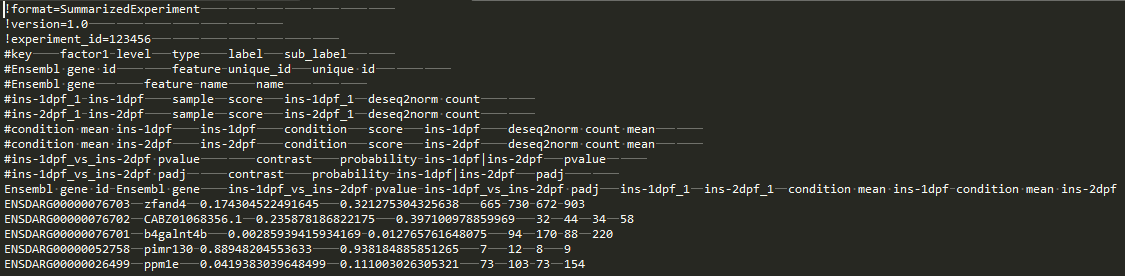 !format=SummarizedExperiment
!version=1.0
!experiment_id=123456
#key factor1 level type label sub_label
#Ensembl gene id feature unique_id unique id
#Ensembl gene feature name name
#ins-1dpf_1 ins-1dpf sample score ins-1dpf_1 deseq2norm count
#ins-2dpf_1 ins-2dpf sample score ins-2dpf_1 deseq2norm count
#condition mean ins-1dpf ins-1dpf condition score ins-1dpf deseq2norm count mean
#condition mean ins-2dpf ins-2dpf condition score ins-2dpf deseq2norm count mean
#ins-1dpf_vs_ins-2dpf pvalue contrast probability ins-1dpf|ins-2dpf pvalue
#ins-1dpf_vs_ins-2dpf padj contrast probability ins-1dpf|ins-2dpf padj
Ensembl gene id Ensembl gene ins-1dpf_vs_ins-2dpf pvalue ins-1dpf_vs_ins-2dpf padj ins-1dpf_1 ins-2dpf_1 condition mean ins-1dpf condition mean ins-2dpf
ENSDARG00000076703 zfand4 0.174304522491645 0.321275304325638 665 730 672 903
ENSDARG00000076702 CABZ01068356.1 0.235878186822175 0.397100978859969 32 44 34 58
ENSDARG00000076701 b4galnt4b 0.00285939415934169 0.012765761648075 94 170 88 220
ENSDARG00000052758 pimr130 0.88948204553633 0.938184885851265 7 12 8 9
ENSDARG00000026499 ppm1e 0.0419383039648499 0.111003026305321 73 103 73 154